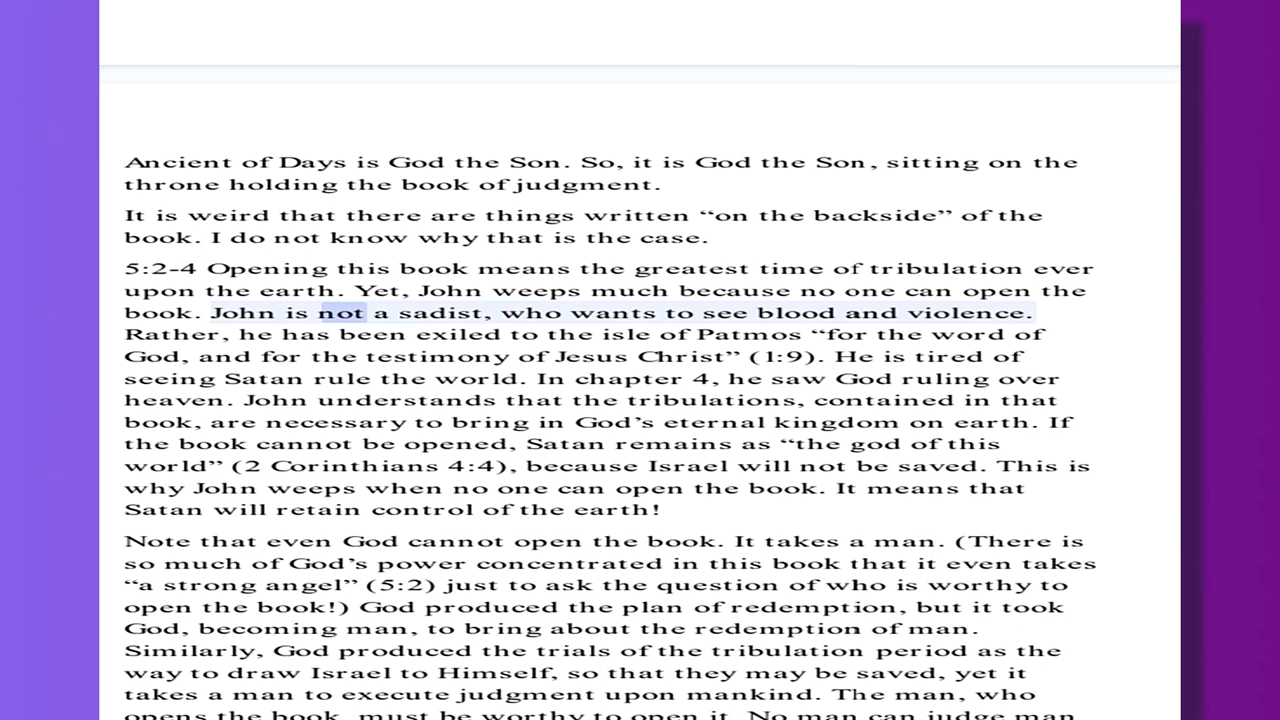 Ancient of Days is God the Son. So, it is God the Son, sitting on the
throne holding the book of judgment.
It is weird that there are things written “on the backside” of the
book. I do not know why that is the case.
5:2-4 Opening this book means the greatest time of tribulation ever
upon the earth. Yet, John weeps much because no one can open the
book. John is not a sadist, who wants to see blood and violence.
Rather, he has been exiled to the isle of Patmos “for the word of
God, and for the testimony of Jesus Christ” (1:9). He is tired of
seeing Satan rule the world. In chapter 4, he saw God ruling over
heaven. John understands that the tribulations, contained in that
book, are necessary to bring in God’s eternal kingdom on earth. If
the book cannot be opened, Satan remains as “the god of this
world” (2 Corinthians 4:4), because Israel will not be saved. This is
why John weeps when no one can open the book. It means that
Satan will retain control of the earth!
Note that even God cannot open the book. It takes a man. (There is
so much of God’s power concentrated in this book that it even takes
“a strong angel” (5:2) just to ask the question of who is worthy to
open the book!) God produced the plan of redemption, but it took
God, becoming man, to bring about the redemption of man.
Similarly, God produced the trials of the tribulation period as the
way to draw Israel to Himself, so that they may be saved, yet it
takes a man to execute judgment upon mankind. The man, who
opens the book, must be worthy to open it. No man can judge man